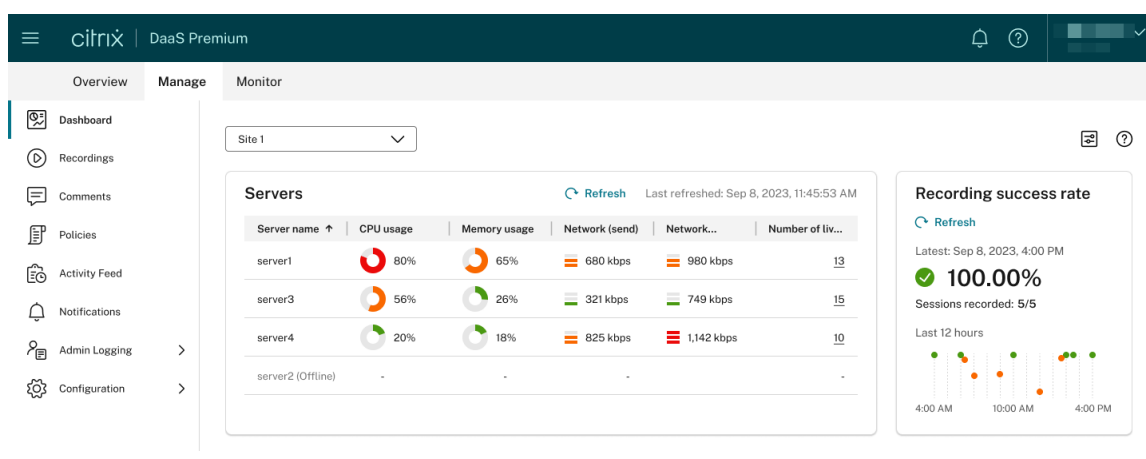 citrix DaaS Premium
Overview Manage Monitor
Dashboard
Recordings
Comments
Policies
Activity Feed
Notifications
Admin Logging
Configuration
Site 1
Servers Refresh Last refreshed: Sep 8, 2023, 11:45:53 AM
Server name CPU usage Memory usage Network (send) Network... Number of liv...
server1 80% 65% 680 kbps 980 kbps 13
server3 56% 26% 321 kbps 749 kbps 15
server4 20% 18% 825 kbps 1,142 kbps 10
server2 (Offline) - - - -
Recording success rate
Refresh
Latest: Sep 8, 2023, 4:00 PM
100.00%
Sessions recorded: 5/5
Last 12 hours
4:00 AM 10:00 AM 4:00 PM